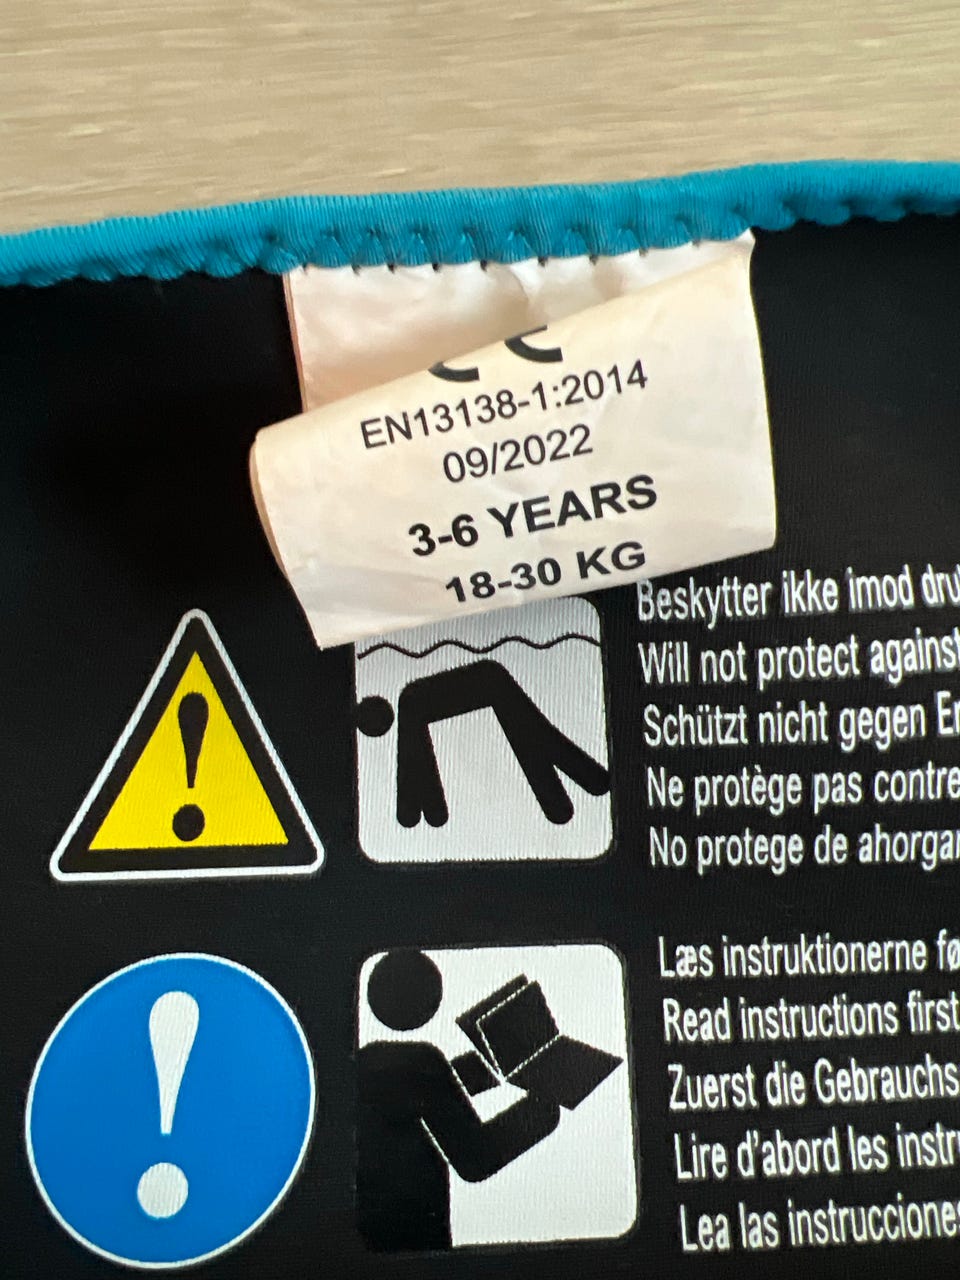 CE
EN13138-1:2014
09/2022
3-6 YEARS
18-30 KG
Beskytter ikke imod
Will not protect against
Schützt nicht gegen
Ne protège pas contre
No protege de
Læs instruktionerne
Read instructions first
Zuerst die
Lire d'abord les
Lea las